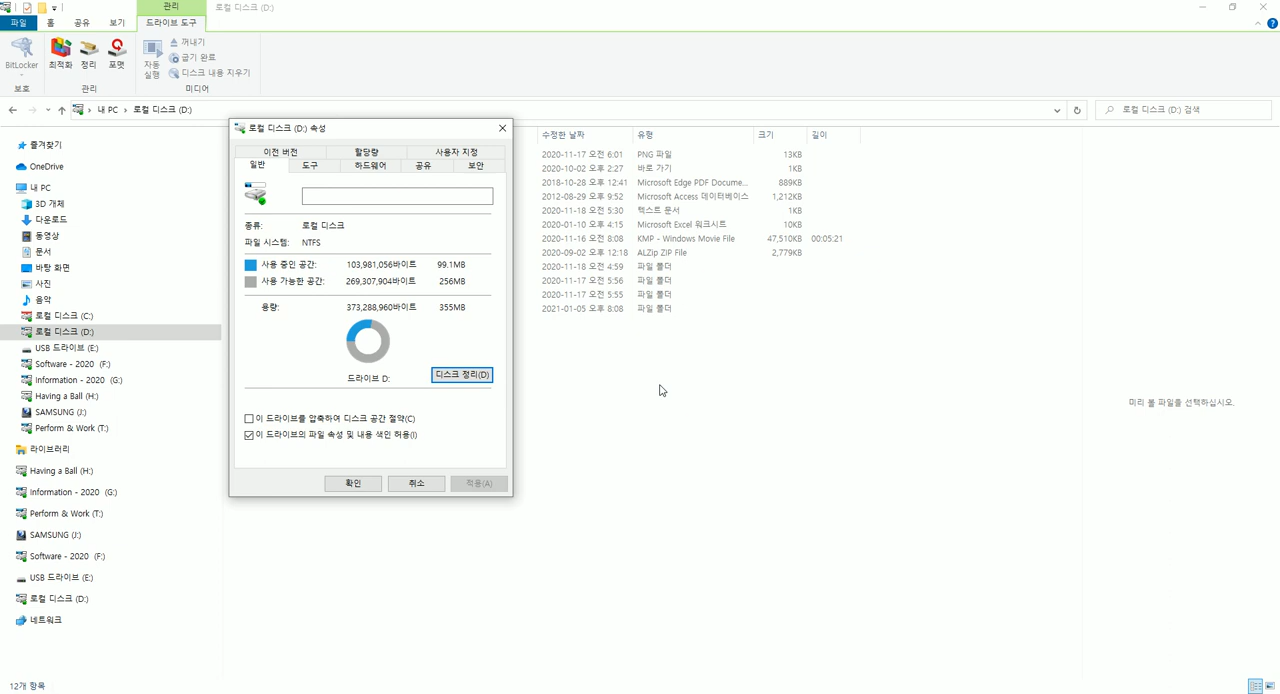 관리
로컬 디스크 (D:)
파일
홈
공유
보기
드라이브 도구
BitLocker
최적화
정리
포맷
자동
실행
꺼내기
굽기 완료
디스크 내용 지우기
보호
관리
미디어
내 PC
로컬 디스크 (D:)
로컬 디스크 (D:) 검색
즐겨찾기
OneDrive
내 PC
3D 개체
다운로드
동영상
문서
바탕 화면
사진
음악
로컬 디스크 (C:)
로컬 디스크 (D:)
USB 드라이브 (E:)
Software - 2020 (F:)
Information - 2020 (G:)
Having a Ball (H:)
SAMSUNG (J:)
Perform & Work (T:)
라이브러리
Having a Ball (H:)
Information - 2020 (G:)
Perform & Work (T:)
SAMSUNG (J:)
Software - 2020 (F:)
USB 드라이브 (E:)
로컬 디스크 (D:)
네트워크
12개 항목
로컬 디스크 (D:) 속성
이전 버전 할당량 사용자 지정
일반 도구 하드웨어 공유 보안
종류: 로컬 디스크
파일 시스템: NTFS
사용 중인 공간: 103,981,056바이트 99.1MB
사용 가능한 공간: 269,307,904바이트 256MB
용량: 373,288,960바이트 355MB
드라이브 D:
디스크 정리(D)
이 드라이브를 압축하여 디스크 공간 절약(C)
이 드라이브의 파일 속성 및 내용 색인 허용(I)
확인 취소 적용(A)
수정한 날짜 유형 크기 길이
2020-11-17 오전 6:01 PNG 파일 13KB
2020-10-02 오후 2:27 바로 가기 1KB
2018-10-28 오후 12:41 Microsoft Edge PDF Docume... 889KB
2012-08-29 오후 9:52 Microsoft Access 데이터베이스 1,212KB
2020-11-18 오전 5:30 텍스트 문서 1KB
2020-01-10 오후 4:15 Microsoft Excel 워크시트 10KB
2020-11-16 오전 8:08 KMP - Windows Movie File 47,510KB 00:05:21
2020-09-02 오후 12:18 ALZip ZIP File 2,779KB
2020-11-18 오전 4:59 파일 폴더
2020-11-17 오전 5:56 파일 폴더
2020-11-17 오전 5:55 파일 폴더
2021-01-05 오후 8:08 파일 폴더
미리 볼 파일을 선택하십시오.